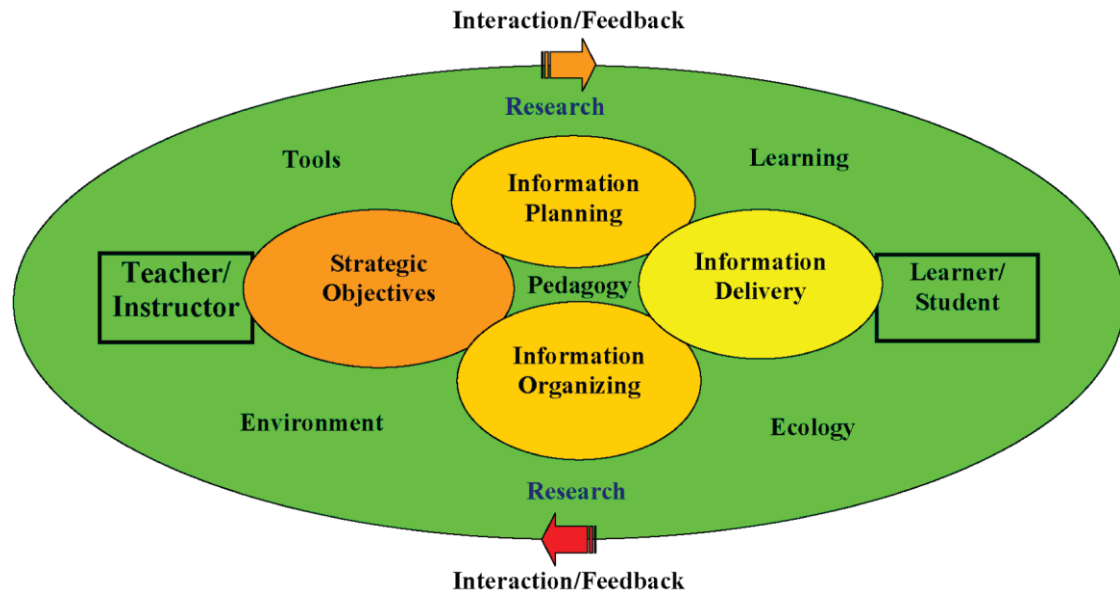 Interaction/Feedback
Research
Tools
Learning
Information
Planning
Teacher/
Instructor
Strategic
Objectives
Pedagogy
Information
Delivery
Learner/
Student
Information
Organizing
Environment
Ecology
Research
Interaction/Feedback